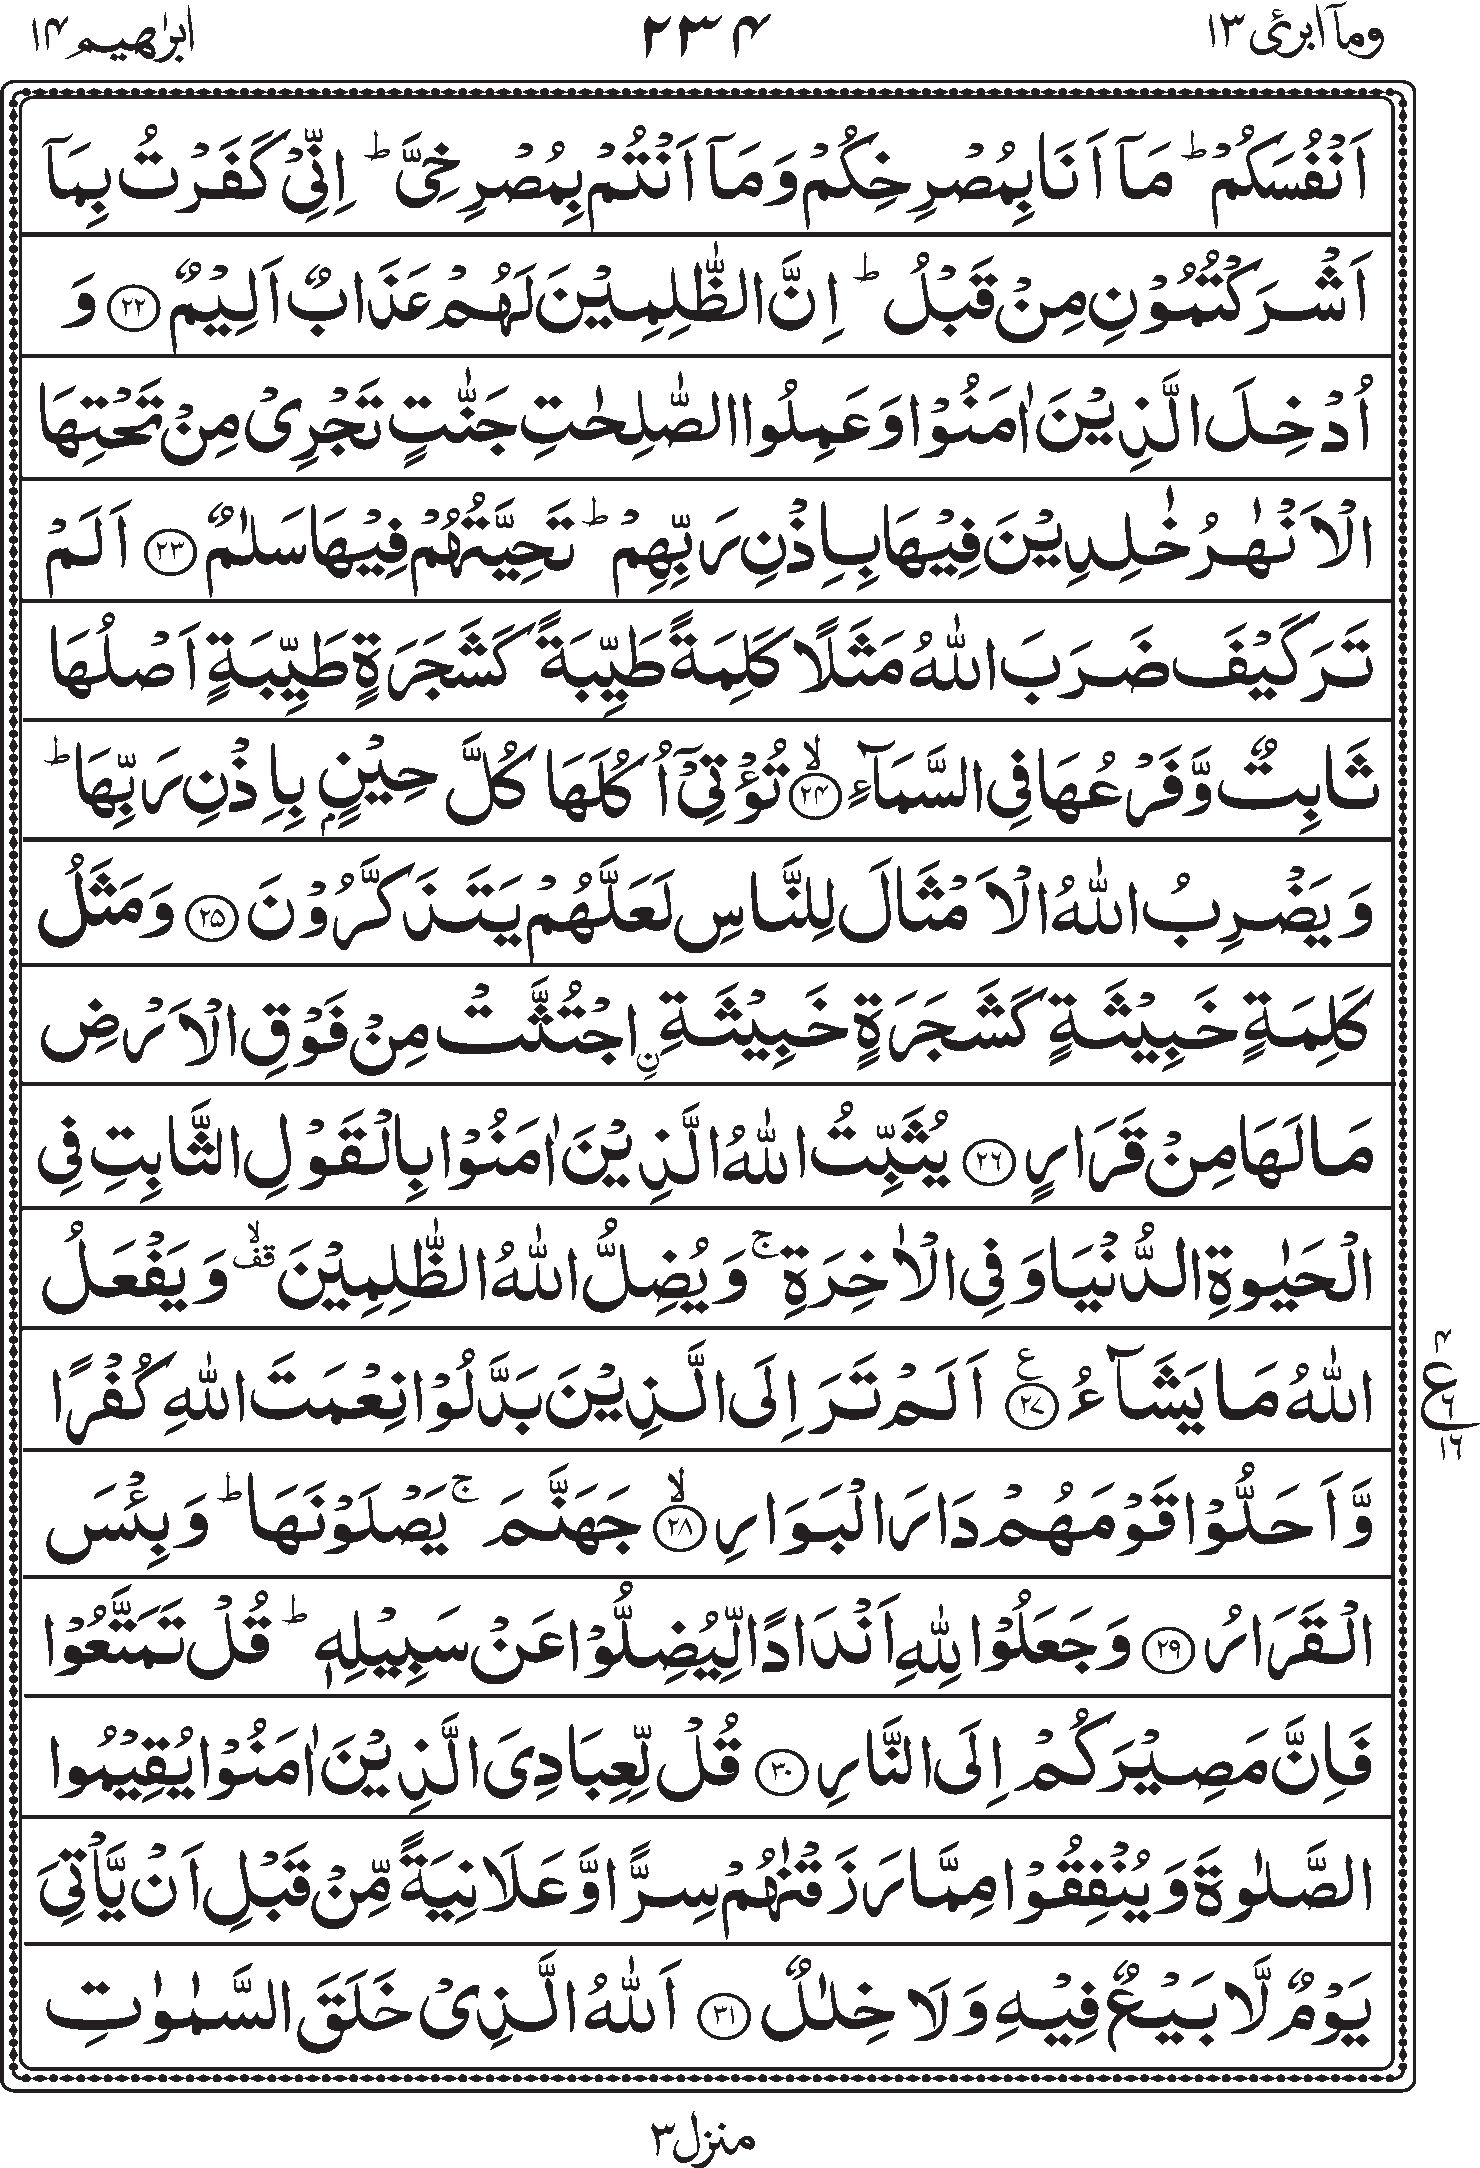 ومآ ابرئ ۱۳ ۲۳۴ ابرٰهيم ۱۴
اَنْفُسَكُمْ ؕ مَاۤ اَنَا بِمُصْرِخِكُمْ وَمَاۤ اَنْتُمْ بِمُصْرِخِيَّ ؕ اِنِّيْ كَفَرْتُ بِمَاۤ
اَشْرَكْتُمُوْنِ مِنْ قَبْلُ ؕ اِنَّ الظّٰلِمِيْنَ لَهُمْ عَذَابٌ اَلِيْمٌ ﴿۲۲﴾ وَ
اُدْخِلَ الَّذِيْنَ اٰمَنُوْا وَعَمِلُوا الصّٰلِحٰتِ جَنّٰتٍ تَجْرِيْ مِنْ تَحْتِهَا
الْاَنْهٰرُ خٰلِدِيْنَ فِيْهَا بِاِذْنِ رَبِّهِمْ ؕ تَحِيَّتُهُمْ فِيْهَا سَلٰمٌ ﴿۲۳﴾ اَلَمْ
تَرَ كَيْفَ ضَرَبَ اللّٰهُ مَثَلًا كَلِمَةً طَيِّبَةً كَشَجَرَةٍ طَيِّبَةٍ اَصْلُهَا
ثَابِتٌ وَّفَرْعُهَا فِي السَّمَآءِ ۙ﴿۲۴﴾ تُؤْتِيْۤ اُكُلَهَا كُلَّ حِيْنٍۭ بِاِذْنِ رَبِّهَا ؕ
وَيَضْرِبُ اللّٰهُ الْاَمْثَالَ لِلنَّاسِ لَعَلَّهُمْ يَتَذَكَّرُوْنَ ﴿۲۵﴾ وَمَثَلُ
كَلِمَةٍ خَبِيْثَةٍ كَشَجَرَةٍ خَبِيْثَةِ ِۨاجْتُثَّتْ مِنْ فَوْقِ الْاَرْضِ
مَا لَهَا مِنْ قَرَارٍ ﴿۲۶﴾ يُثَبِّتُ اللّٰهُ الَّذِيْنَ اٰمَنُوْا بِالْقَوْلِ الثَّابِتِ فِي
الْحَيٰوةِ الدُّنْيَا وَفِي الْاٰخِرَةِ ۚ وَيُضِلُّ اللّٰهُ الظّٰلِمِيْنَ ۙقف وَيَفْعَلُ
اللّٰهُ مَا يَشَآءُ ﴿۲۷﴾ع اَلَمْ تَرَ اِلَى الَّذِيْنَ بَدَّلُوْا نِعْمَتَ اللّٰهِ كُفْرًا
۴ ع ۶ ۱۶
وَّاَحَلُّوْا قَوْمَهُمْ دَارَ الْبَوَارِ ۙ﴿۲۸﴾ جَهَنَّمَ ۚ يَصْلَوْنَهَا ؕ وَبِئْسَ
الْقَرَارُ ﴿۲۹﴾ وَجَعَلُوْا لِلّٰهِ اَنْدَادًا لِّيُضِلُّوْا عَنْ سَبِيْلِهٖ ؕ قُلْ تَمَتَّعُوْا
فَاِنَّ مَصِيْرَكُمْ اِلَى النَّارِ ﴿۳۰﴾ قُلْ لِّعِبَادِيَ الَّذِيْنَ اٰمَنُوْا يُقِيْمُوا
الصَّلٰوةَ وَيُنْفِقُوْا مِمَّا رَزَقْنٰهُمْ سِرًّا وَّعَلَانِيَةً مِّنْ قَبْلِ اَنْ يَّاْتِيَ
يَوْمٌ لَّا بَيْعٌ فِيْهِ وَلَا خِلٰلٌ ﴿۳۱﴾ اَللّٰهُ الَّذِيْ خَلَقَ السَّمٰوٰتِ
منزل ۳